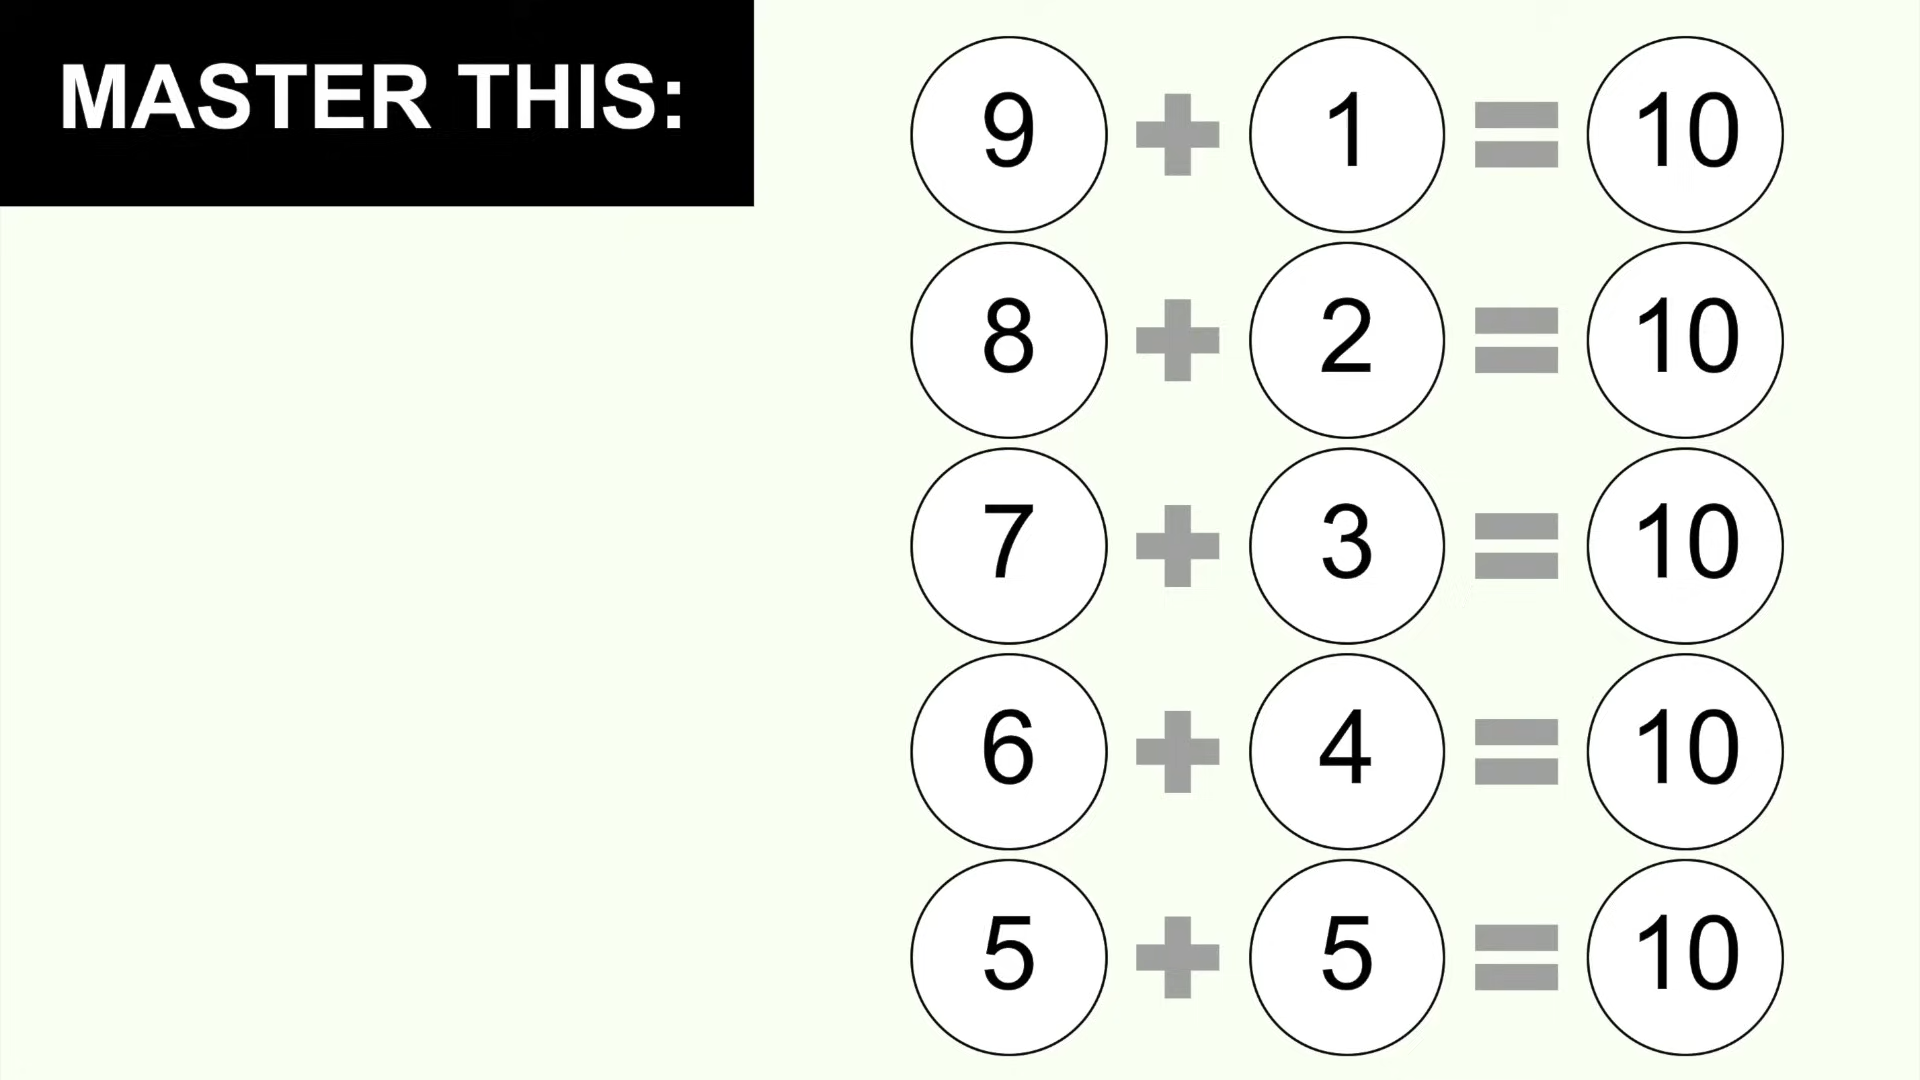 MASTER THIS:
9 + 1 = 10
8 + 2 = 10
7 + 3 = 10
6 + 4 = 10
5 + 5 = 10